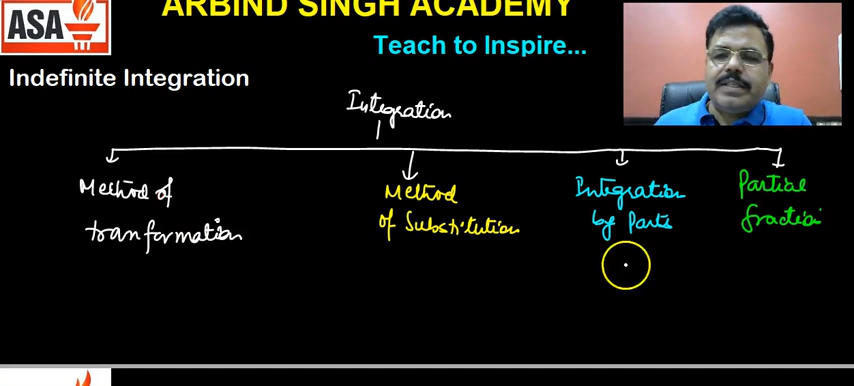 ARBIND SINGH ACADEMY
ASA
Teach to Inspire...
Indefinite Integration
Integration
Method of
tranformation
Method
of Substitution
Integration
by Parts
Partial
fraction